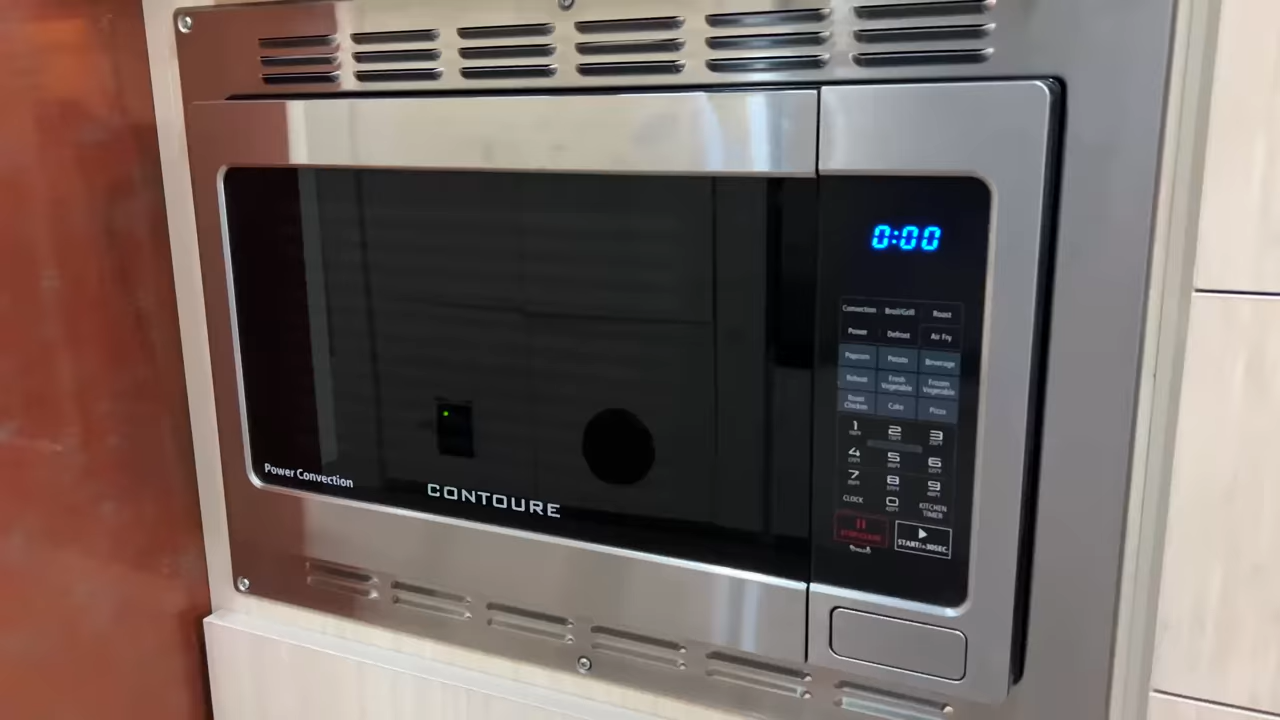 0:00
Convection Broil/Grill Roast
Power Defrost Air Fry
Popcorn Potato Beverage
Reheat Fresh Vegetable Frozen Vegetable
Roast Chicken Cake Pizza
1 2 3
4 5 6
7 8 9
CLOCK 0 KITCHEN TIMER
STOP/CLEAR START/+30SEC.
Power Convection
CONTOURE